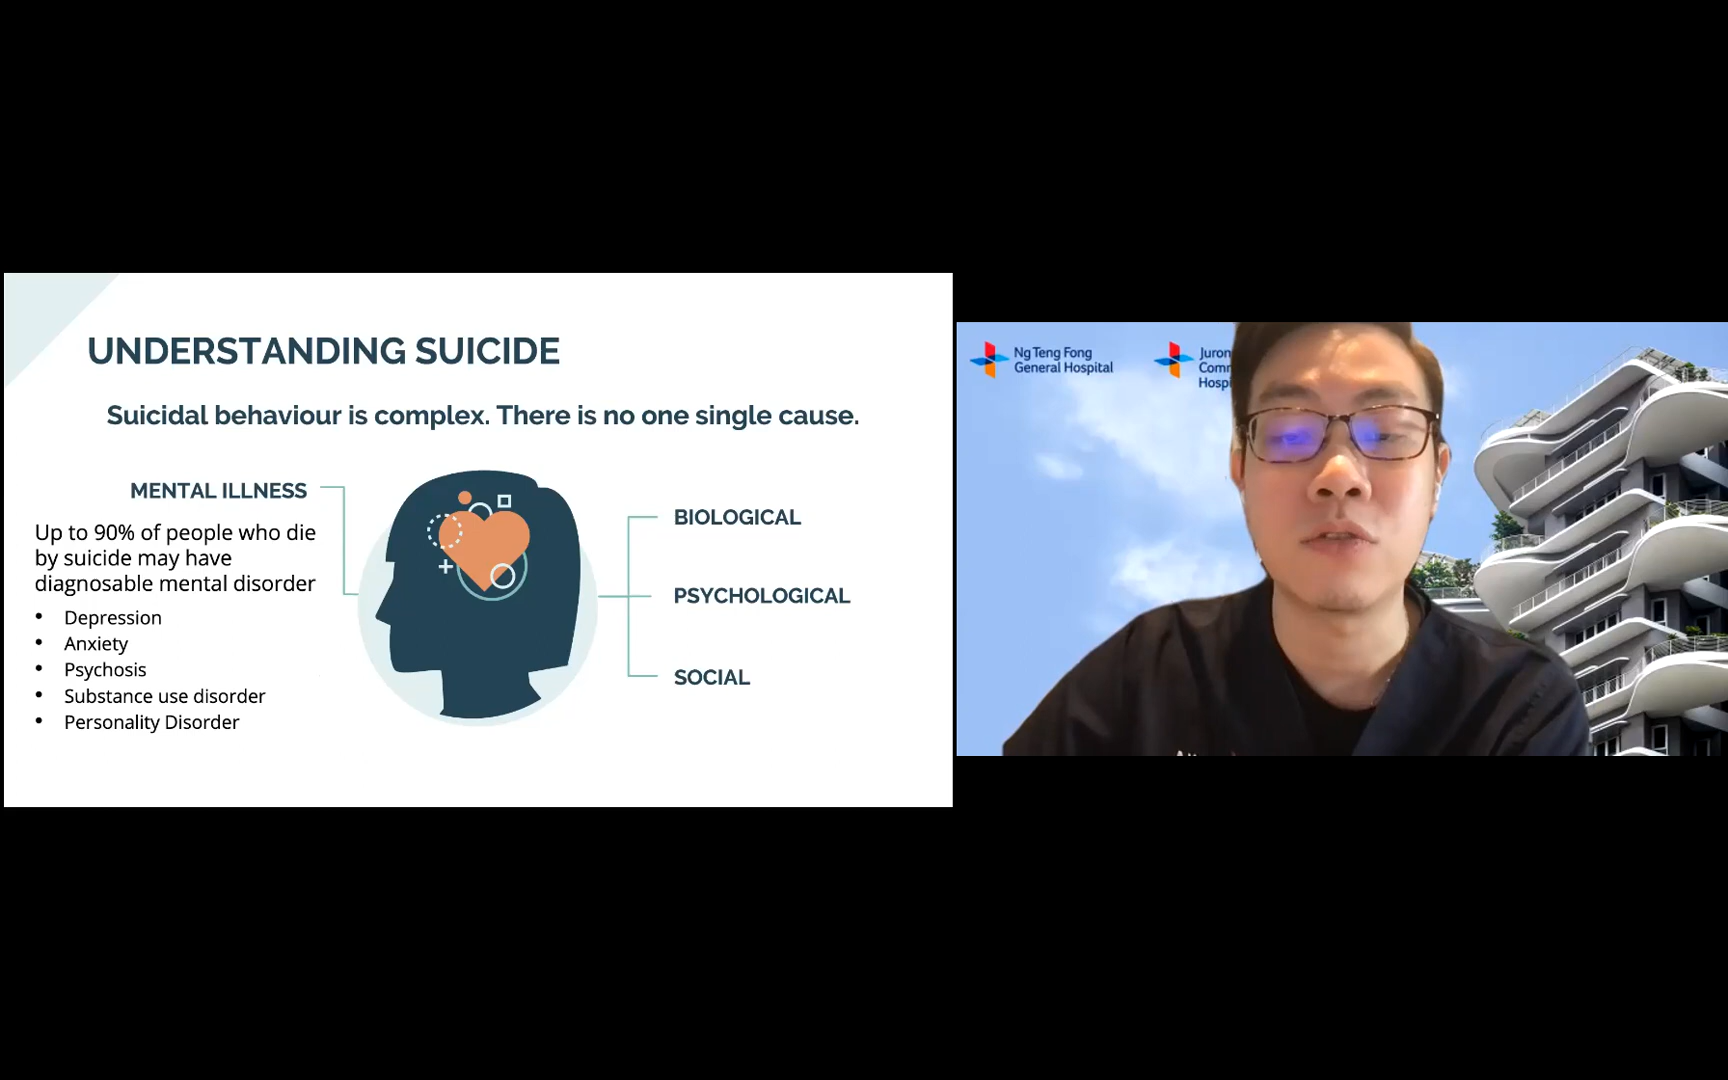 UNDERSTANDING SUICIDE
Suicidal behaviour is complex. There is no one single cause.
MENTAL ILLNESS
Up to 90% of people who die
by suicide may have
diagnosable mental disorder
• Depression
• Anxiety
• Psychosis
• Substance use disorder
• Personality Disorder
BIOLOGICAL
PSYCHOLOGICAL
SOCIAL
Ng Teng Fong
General Hospital